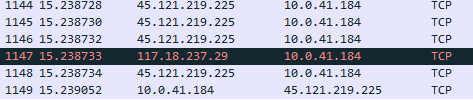 1144 15.238728 45.121.219.225 10.0.41.184 TCP
1145 15.238730 45.121.219.225 10.0.41.184 TCP
1146 15.238732 45.121.219.225 10.0.41.184 TCP
1147 15.238733 117.18.237.29 10.0.41.184 TCP
1148 15.238734 45.121.219.225 10.0.41.184 TCP
1149 15.239052 10.0.41.184 45.121.219.225 TCP